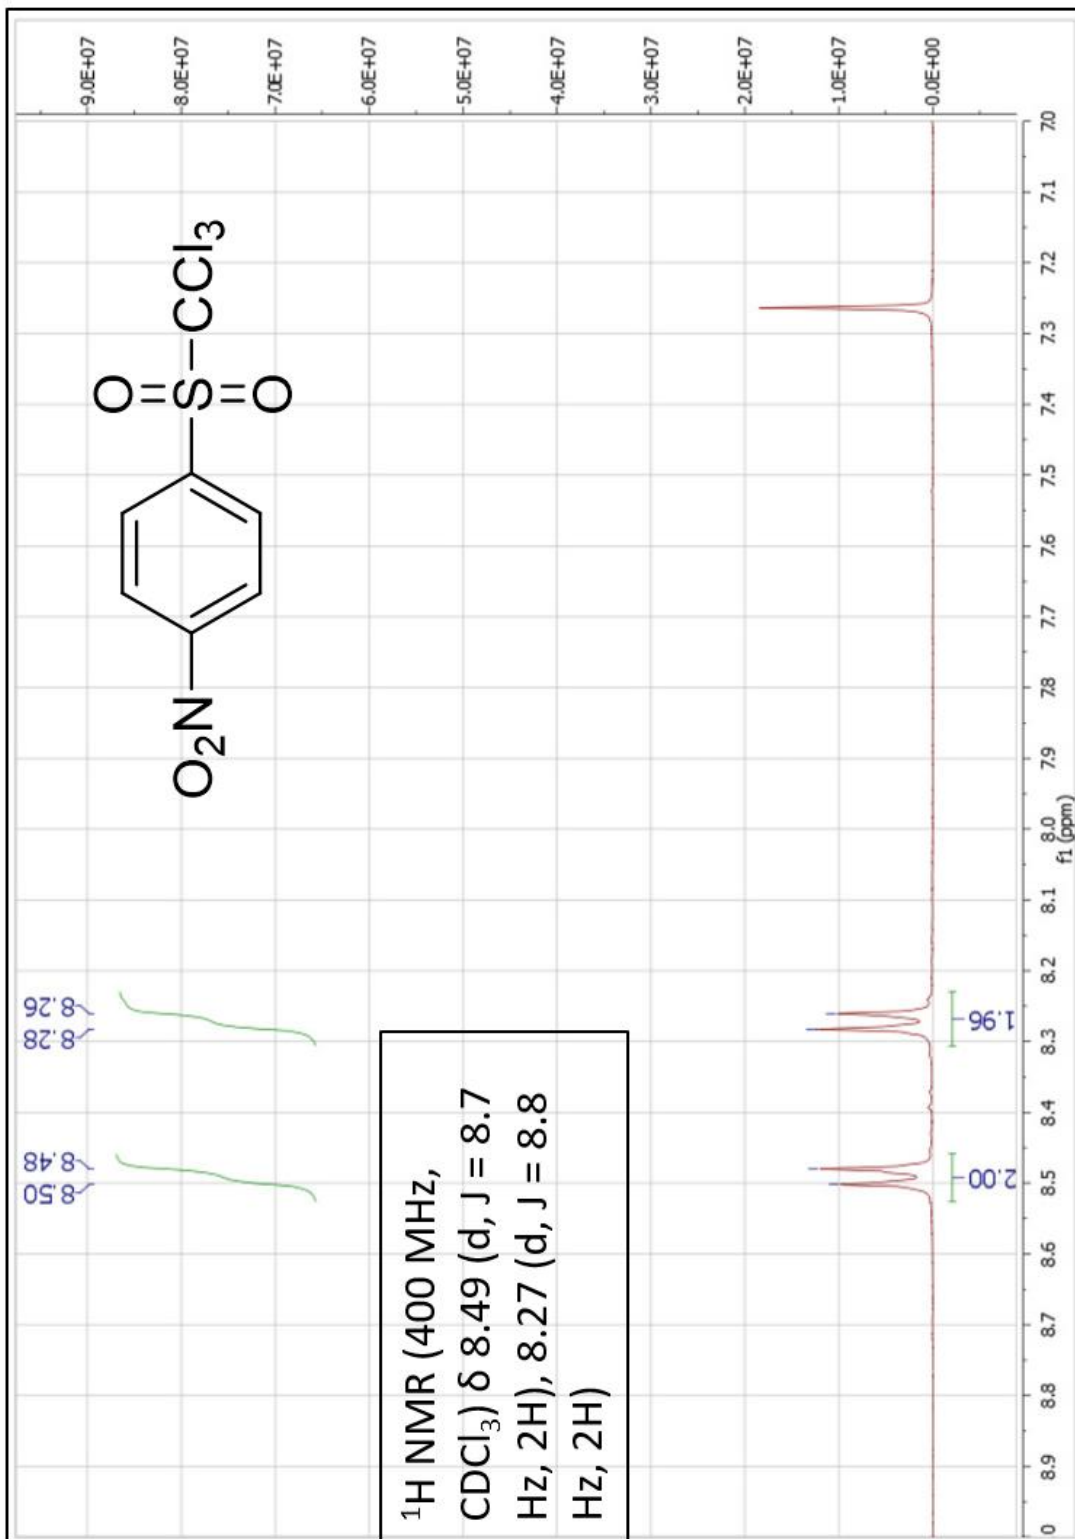 8.50
8.48
8.28
8.26
O₂N
O
S
O
CCl₃
¹H NMR (400 MHz,
CDCl₃) δ 8.49 (d, J = 8.7
Hz, 2H), 8.27 (d, J = 8.8
Hz, 2H)
9.0E+07
8.0E+07
7.0E+07
6.0E+07
5.0E+07
4.0E+07
3.0E+07
2.0E+07
1.0E+07
0.0E+00
2.00
1.96
0 8.9 8.8 8.7 8.6 8.5 8.4 8.3 8.2 8.1 8.0 7.9 7.8 7.7 7.6 7.5 7.4 7.3 7.2 7.1 7.0
f1 (ppm)